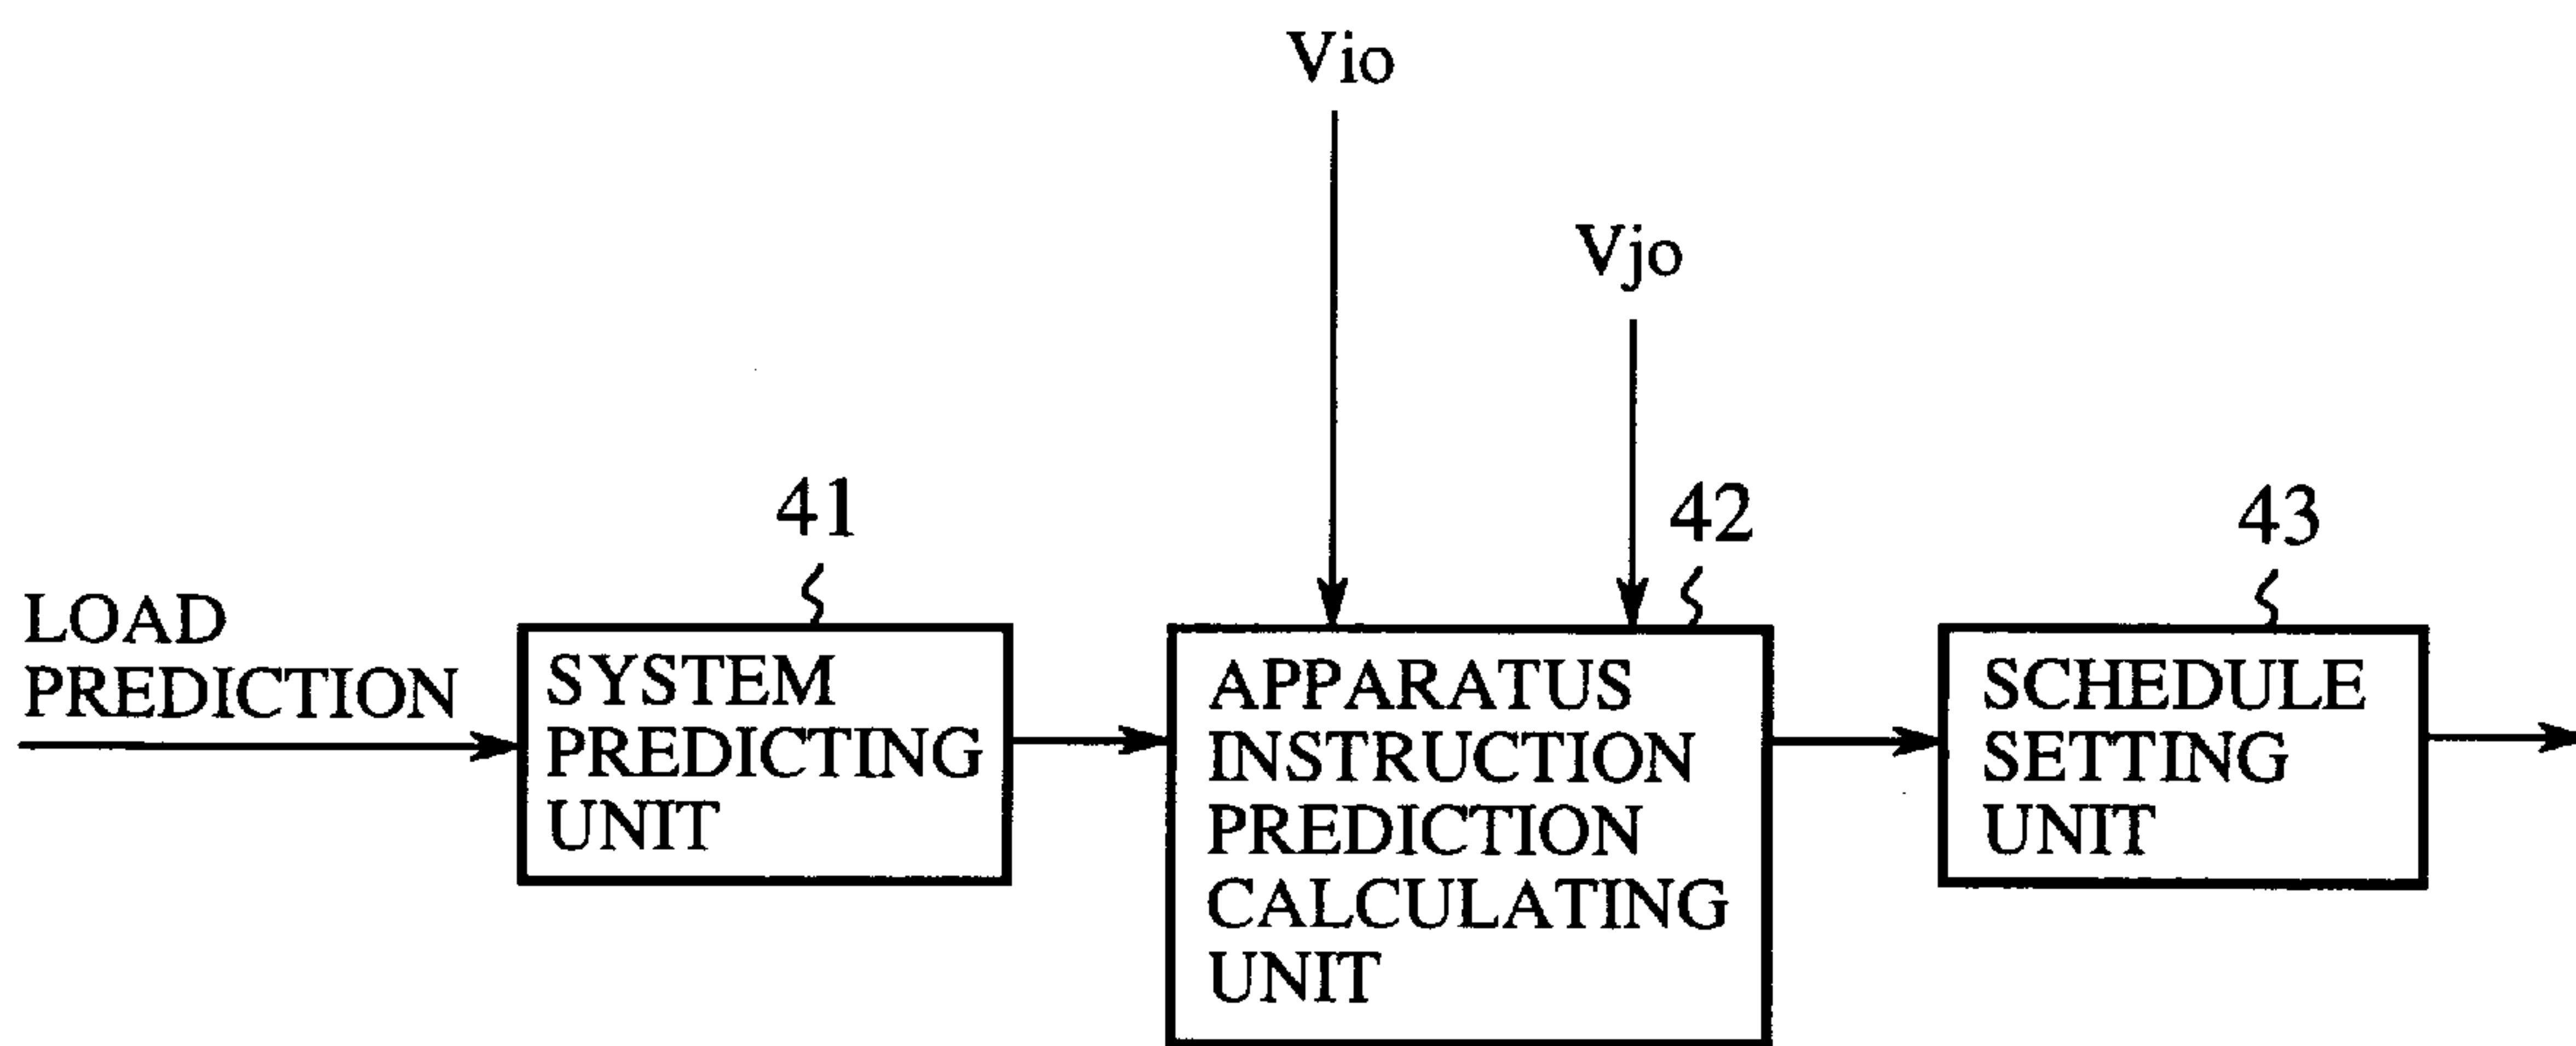 Vio
Vjo
41
42
43
LOAD
PREDICTION
SYSTEM
PREDICTING
UNIT
APPARATUS
INSTRUCTION
PREDICTION
CALCULATING
UNIT
SCHEDULE
SETTING
UNIT